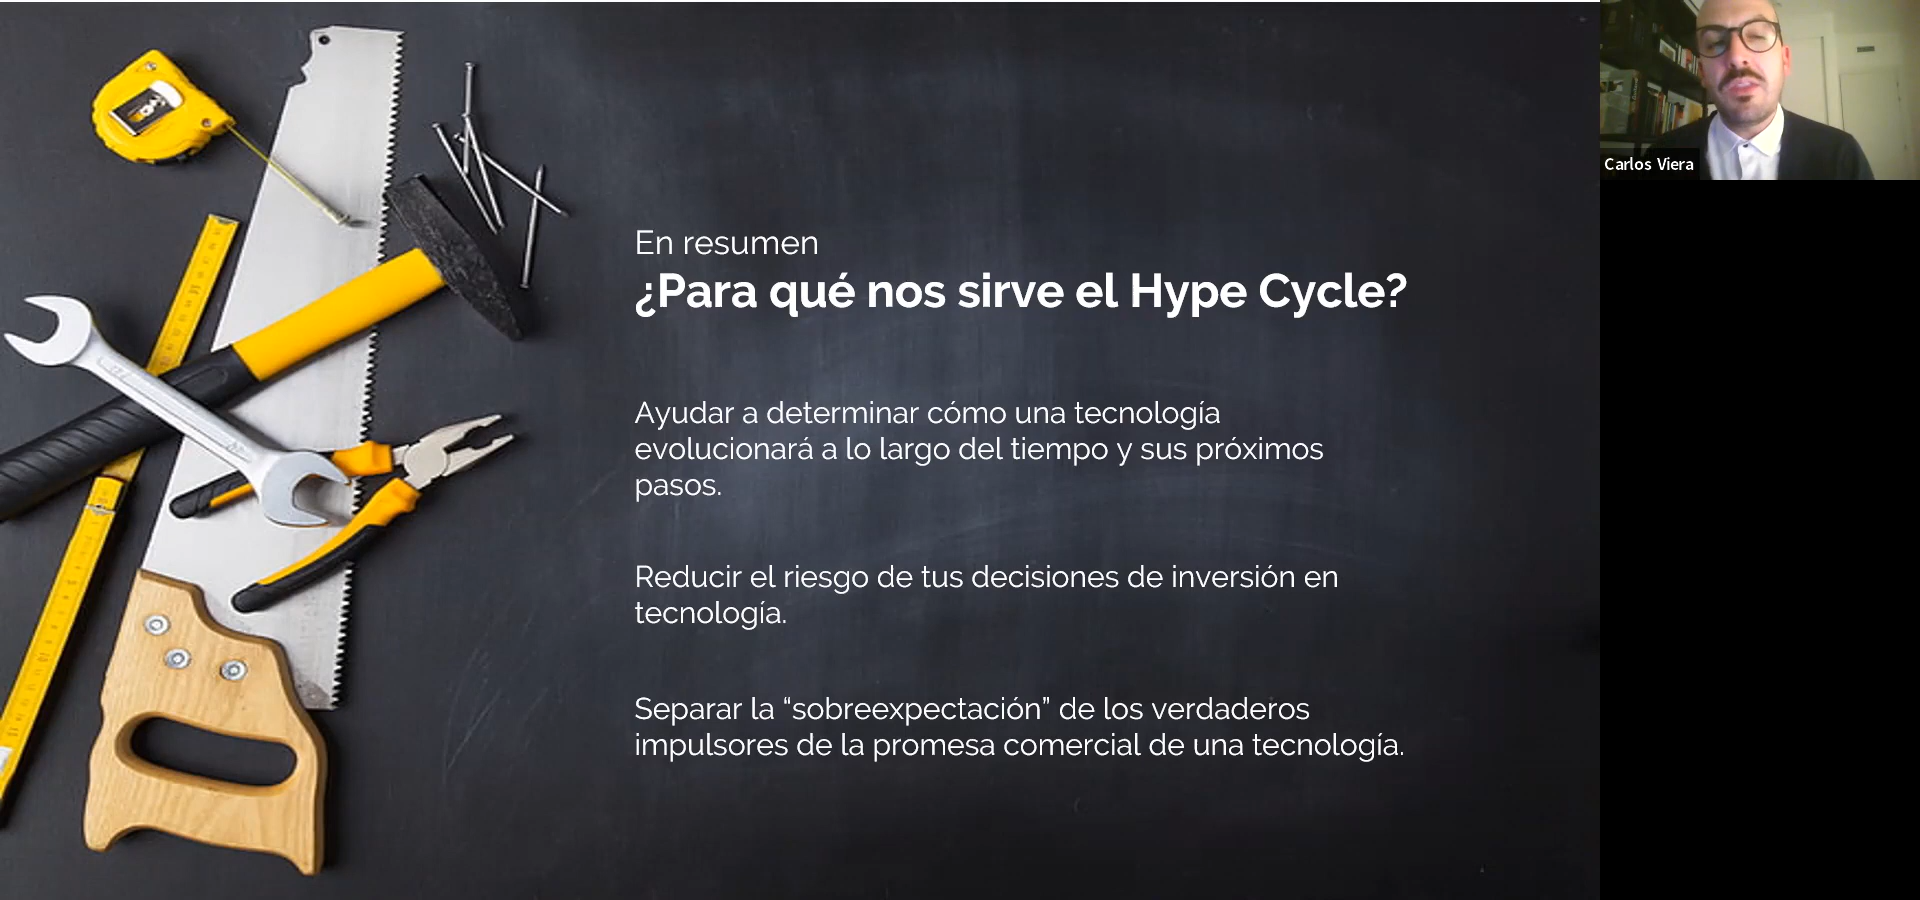 En resumen
¿Para qué nos sirve el Hype Cycle?
Ayudar a determinar cómo una tecnología
evolucionará a lo largo del tiempo y sus próximos
pasos.
Reducir el riesgo de tus decisiones de inversión en
tecnología.
Separar la “sobreexpectación” de los verdaderos
impulsores de la promesa comercial de una tecnología.
Carlos Viera